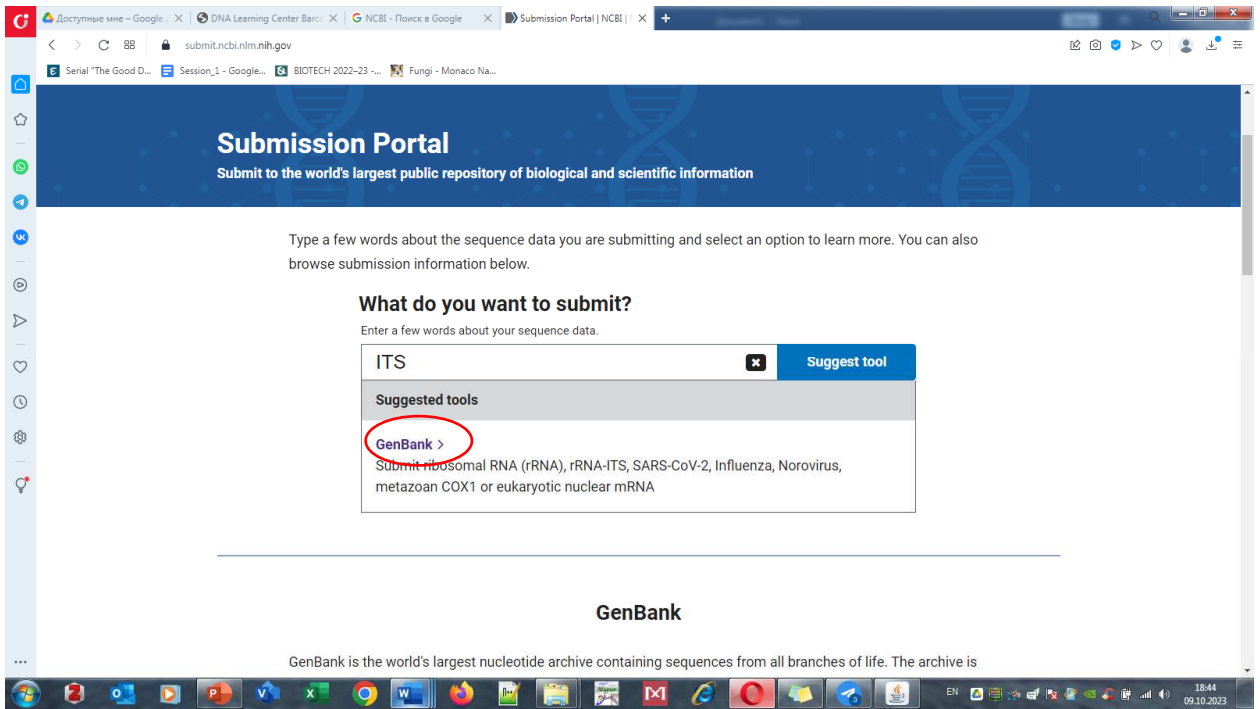 Доступные мне – Google
DNA Learning Center Barc
NCBI - Поиск в Google
Submission Portal | NCBI |
submit.ncbi.nlm.nih.gov
Serial "The Good D...
Session_1 - Google...
BIOTECH 2022–23 -...
Fungi - Monaco Na...
Submission Portal
Submit to the world's largest public repository of biological and scientific information
Type a few words about the sequence data you are submitting and select an option to learn more. You can also
browse submission information below.
What do you want to submit?
Enter a few words about your sequence data.
ITS
Suggest tool
Suggested tools
GenBank >
Submit ribosomal RNA (rRNA), rRNA-ITS, SARS-CoV-2, Influenza, Norovirus,
metazoan COX1 or eukaryotic nuclear mRNA
GenBank
GenBank is the world's largest nucleotide archive containing sequences from all branches of life. The archive is
EN
18:44
09.10.2023